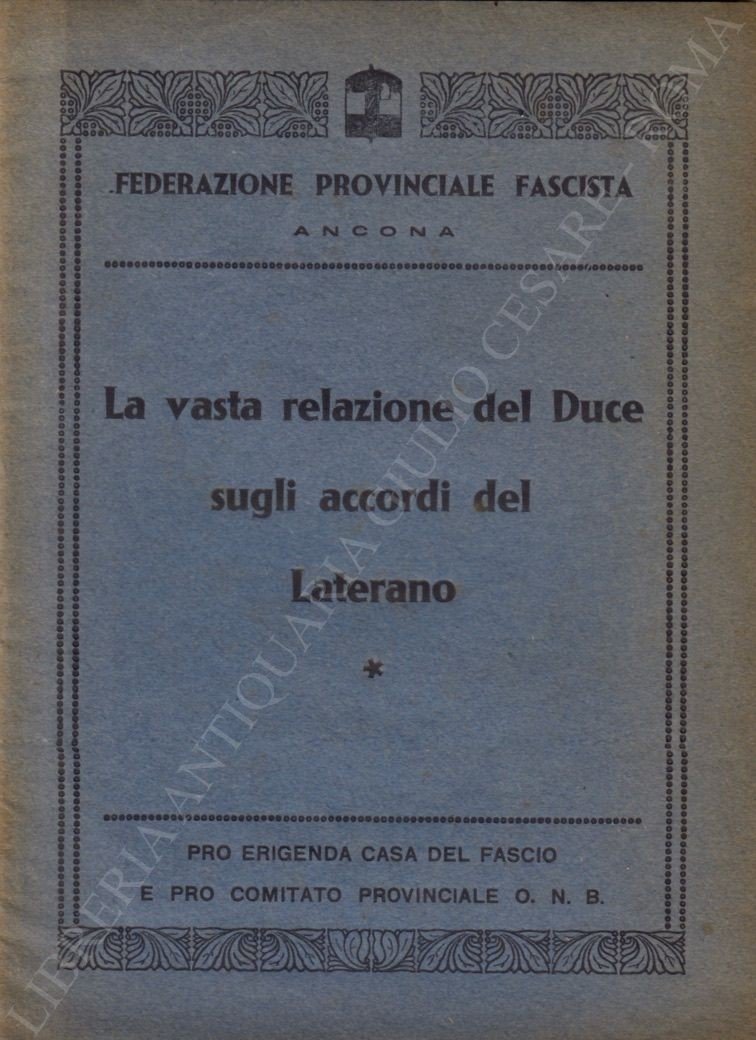 FEDERAZIONE PROVINCIALE FASCISTA
ANCONA
La vasta relazione del Duce
sugli accordi del
Laterano
*
PRO ERIGENDA CASA DEL FASCIO
E PRO COMITATO PROVINCIALE O. N. B.
LIBRERIA ANTIQUARIA GIULIO CESARE - ROMA